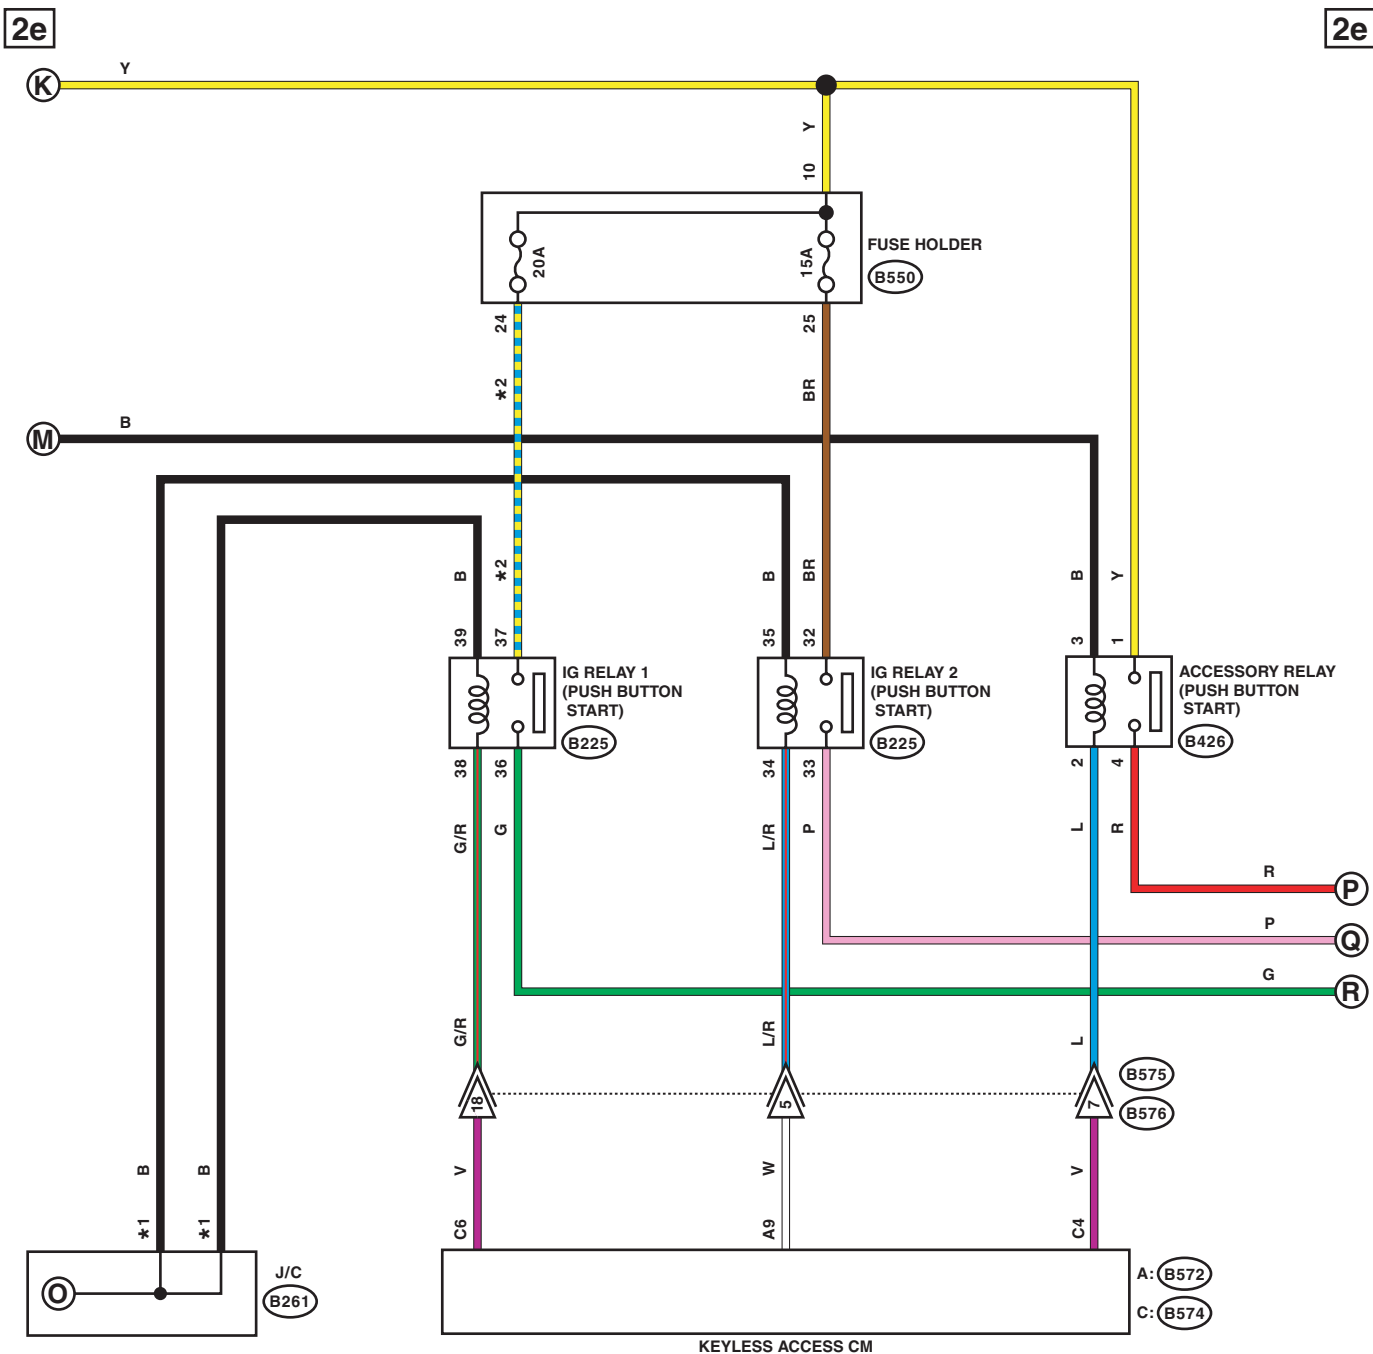 2e
2e
K
Y
Y
10
20A
15A
FUSE HOLDER
B550
24
25
*2
BR
M
B
B
*2
B
BR
B
Y
39
37
35
32
3
1
IG RELAY 1
(PUSH BUTTON
START)
B225
IG RELAY 2
(PUSH BUTTON
START)
B225
ACCESSORY RELAY
(PUSH BUTTON
START)
B426
38
36
34
33
2
4
G/R
G
L/R
P
L
R
R
P
P
Q
G
R
G/R
L/R
L
18
5
7
B575
B576
B
B
V
W
V
*1
*1
C6
A9
C4
O
J/C
B261
A: B572
C: B574
KEYLESS ACCESS CM